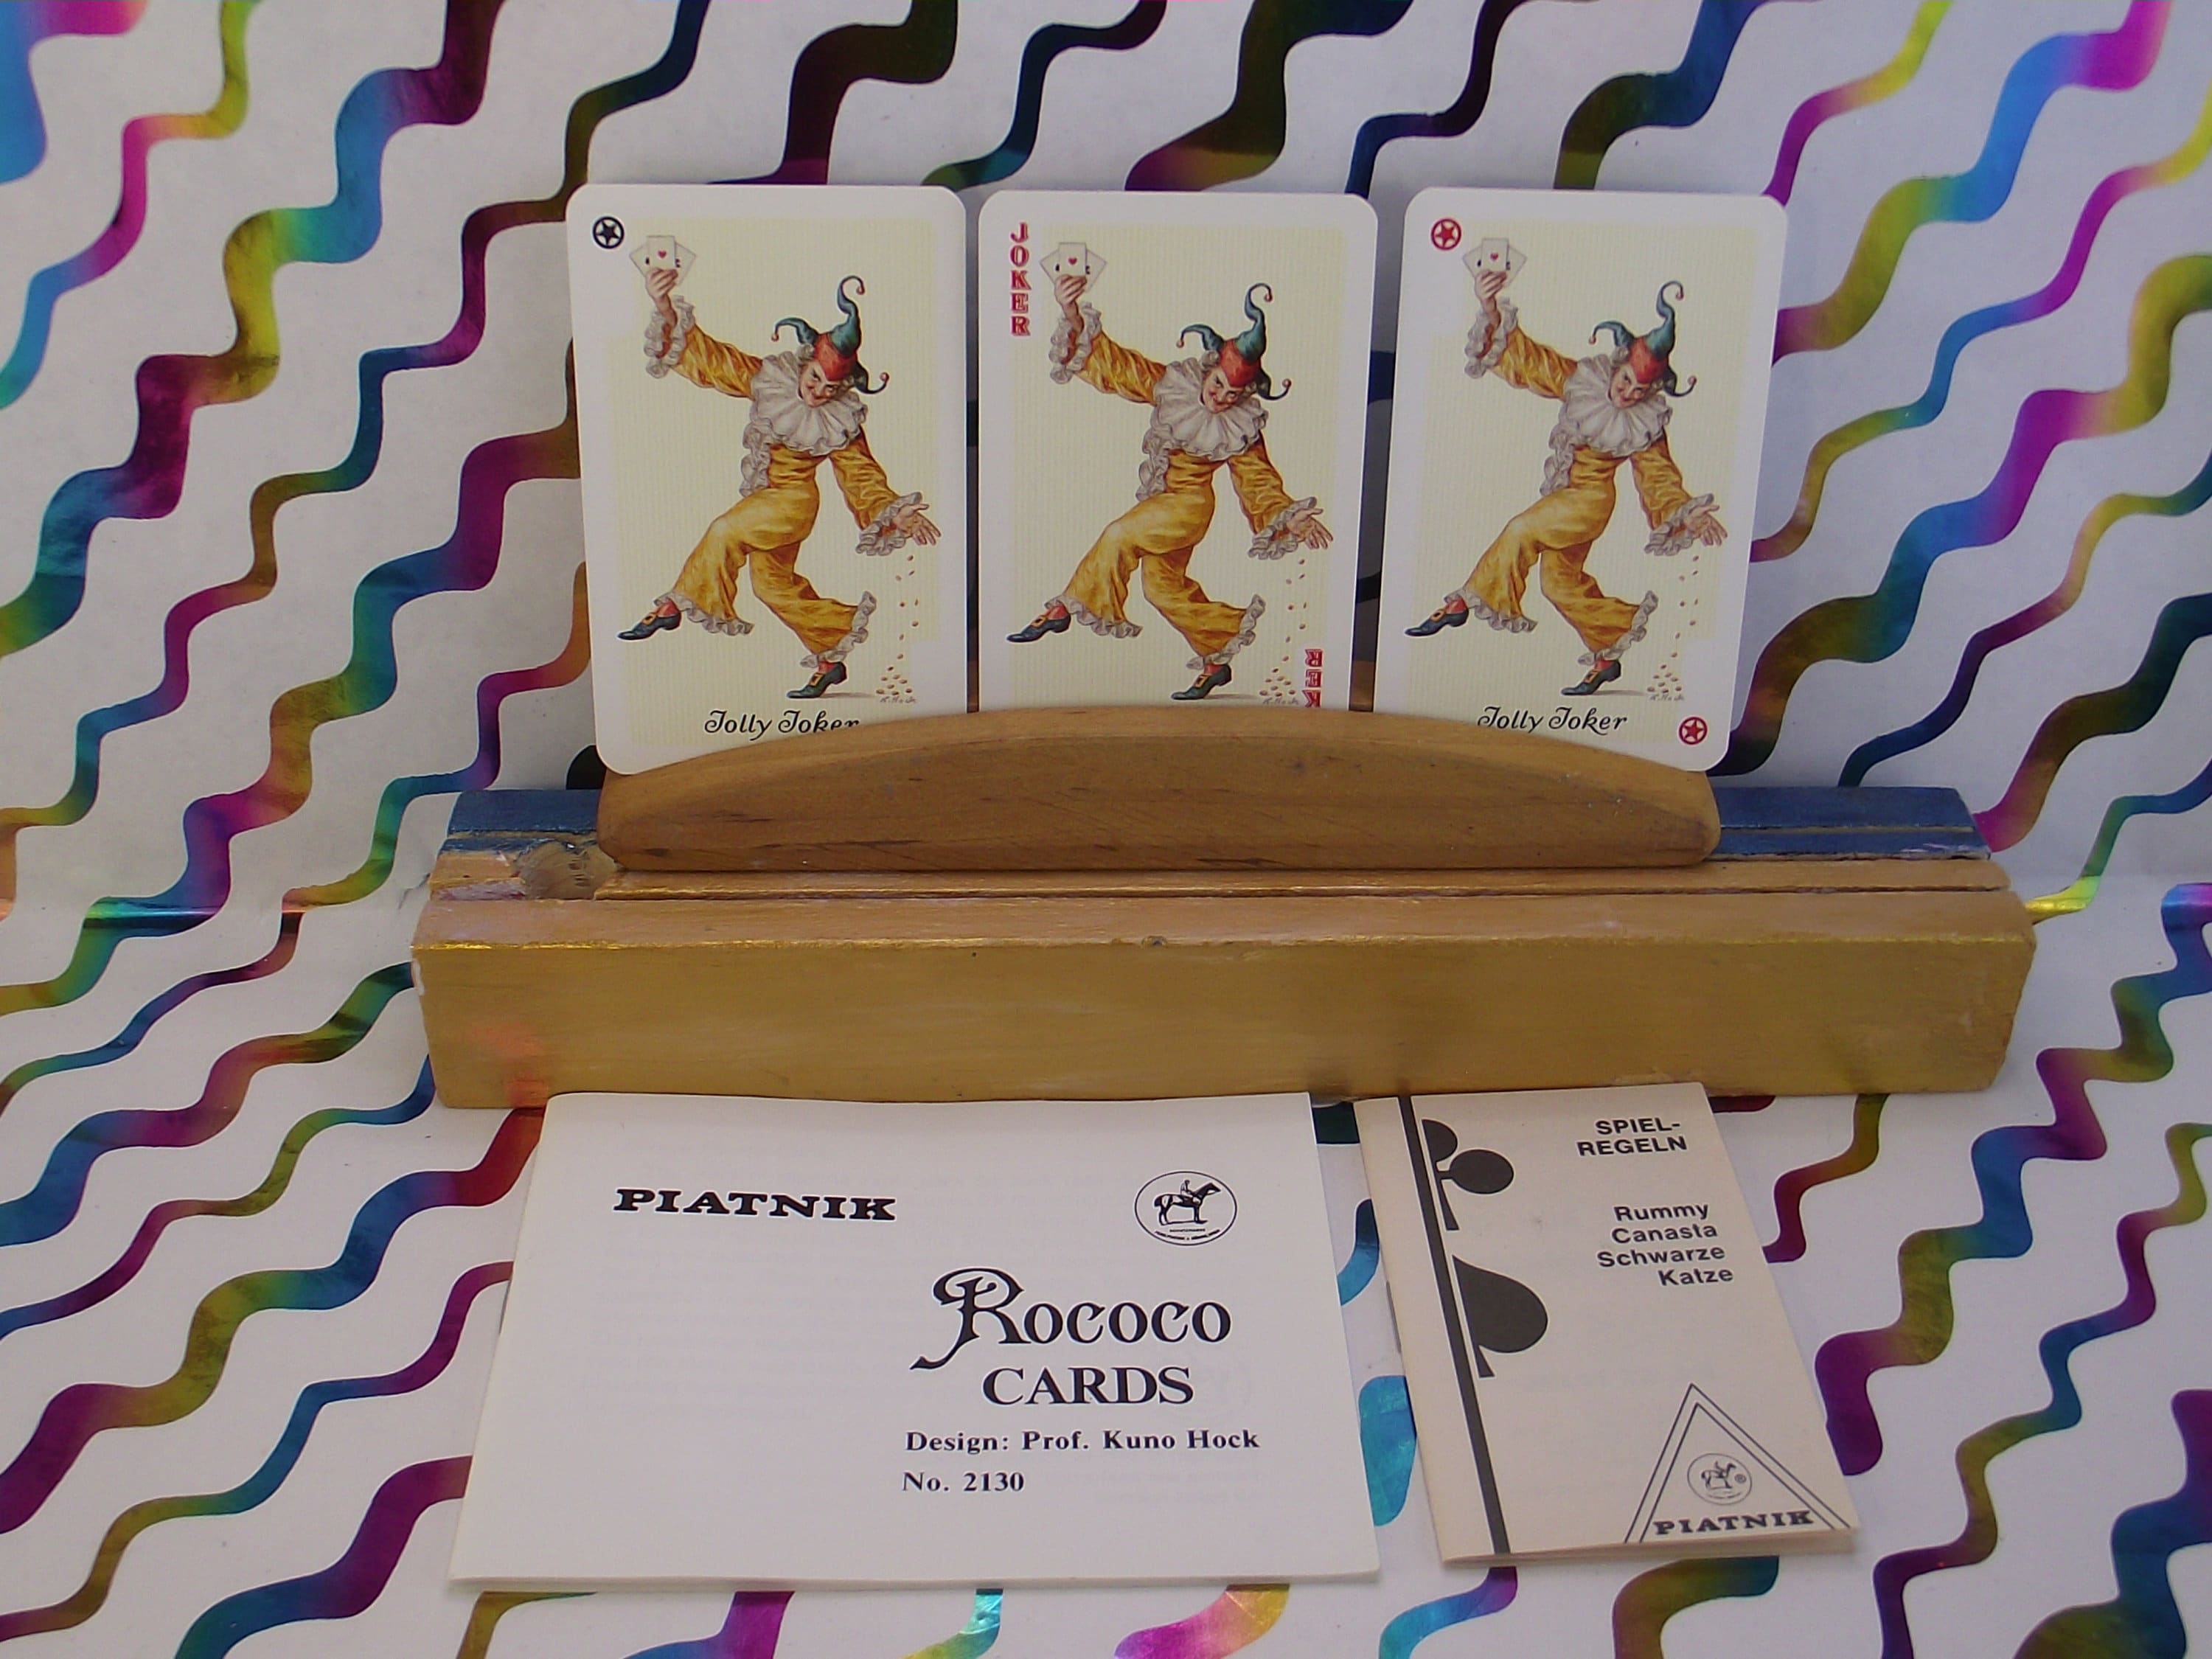 JOKER
KER
Jolly Joker
Jolly Joker
PIATNIK
Rococo
CARDS
Design: Prof. Kuno Hock
No. 2130
SPIEL-
REGELN
Rummy
Canasta
Schwarze
Katze
PIATNIK